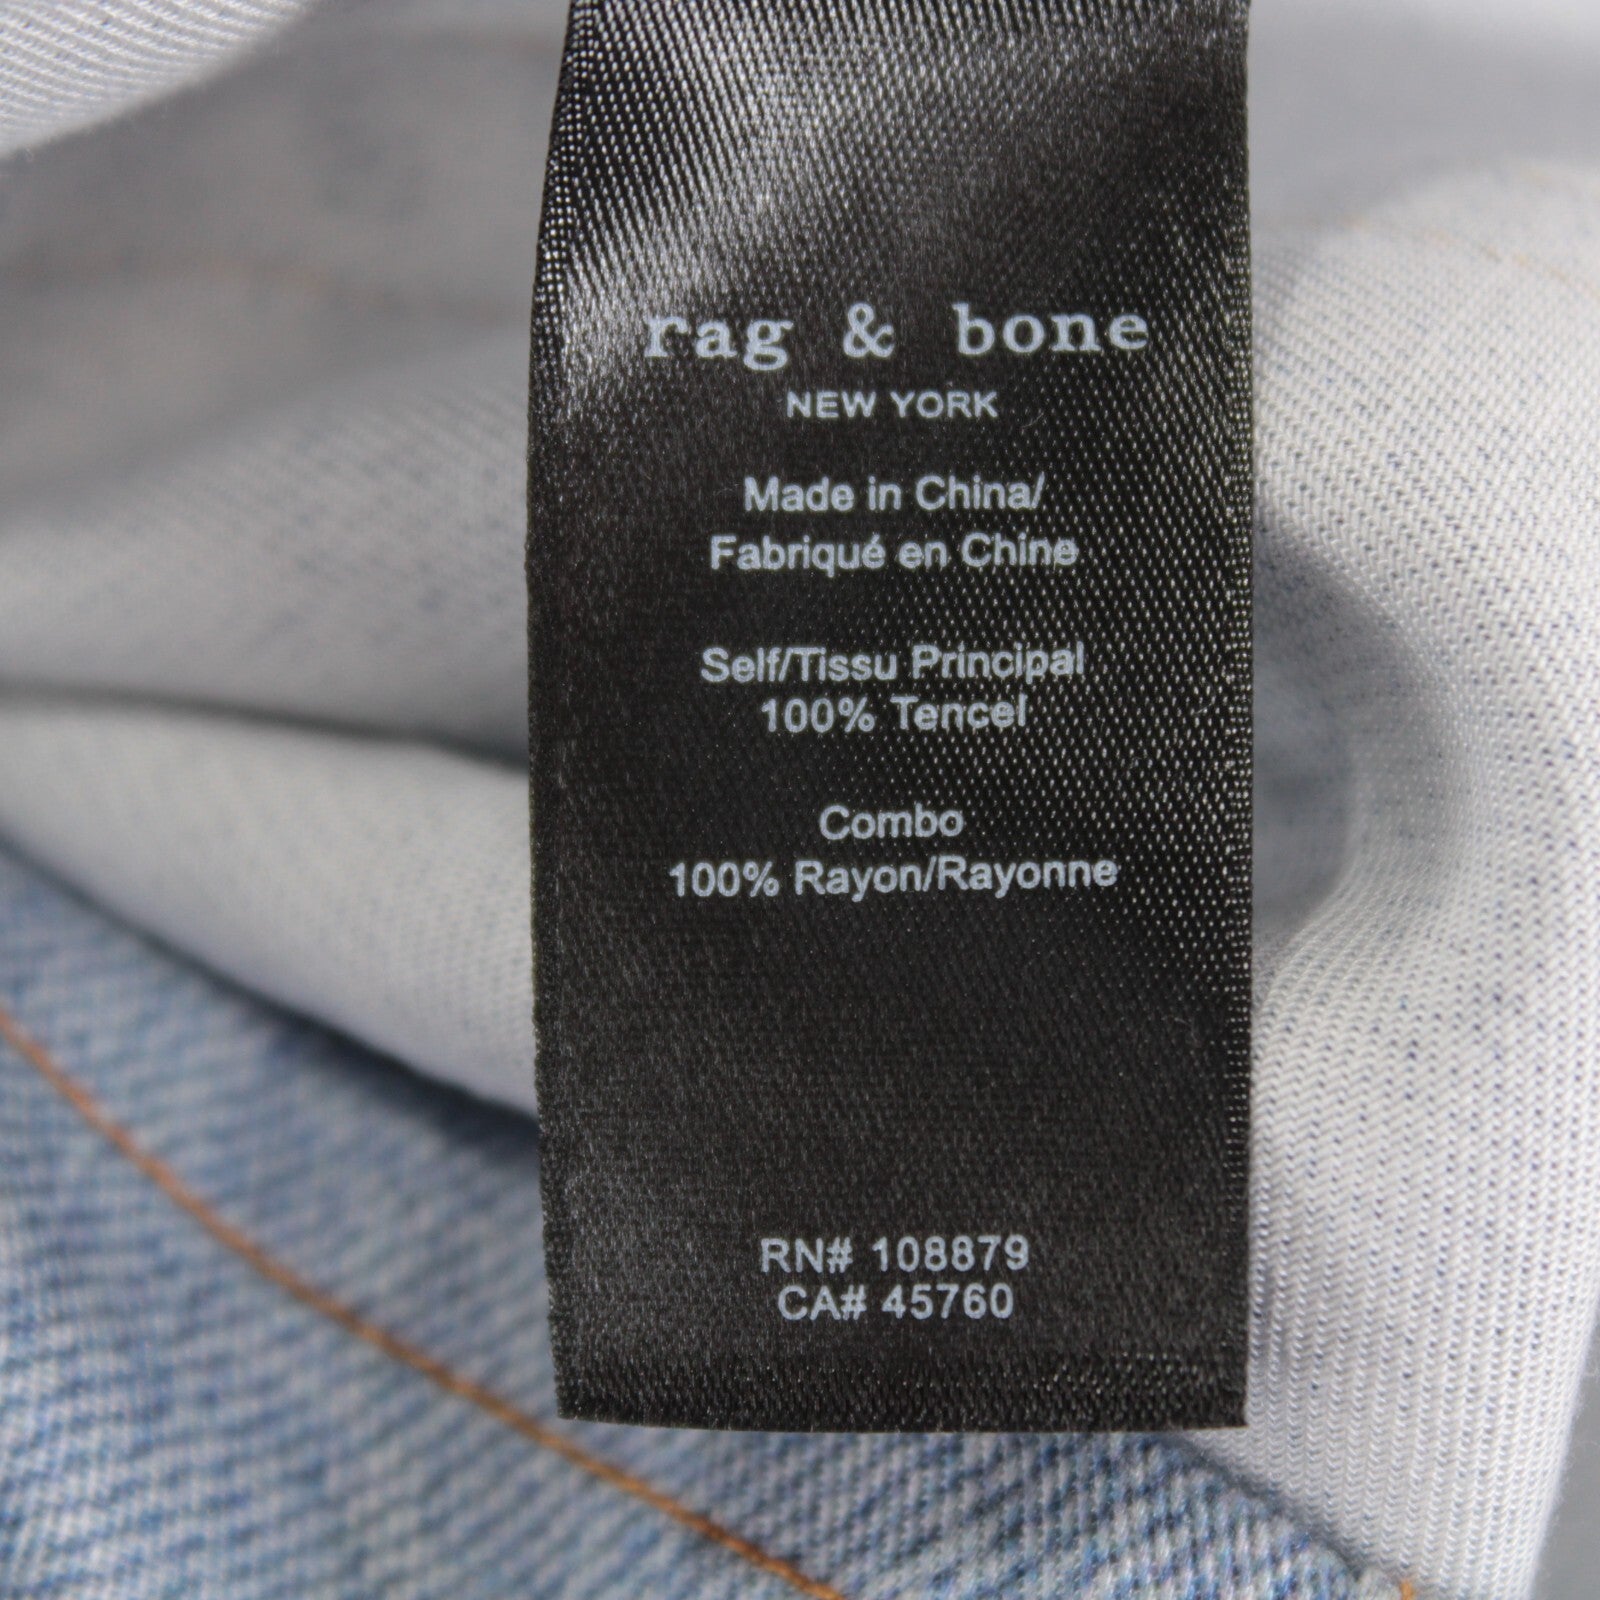 rag & bone
NEW YORK
Made in China/
Fabriqué en Chine
Self/Tissu Principal
100% Tencel
Combo
100% Rayon/Rayonne
RN# 108879
CA# 45760